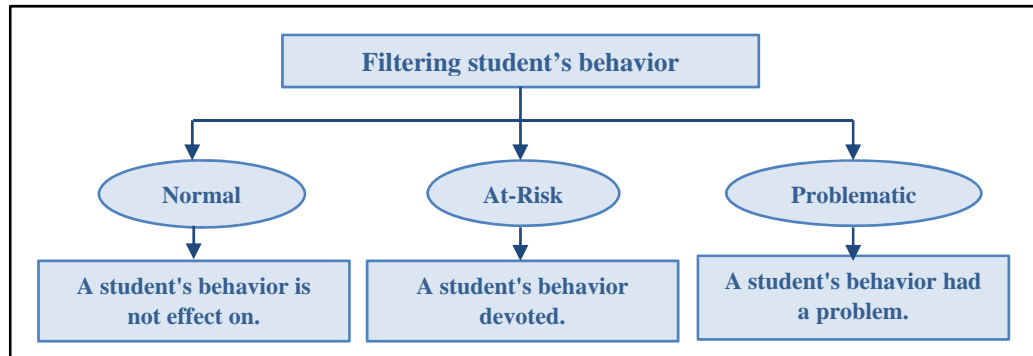 Filtering student’s behavior
Normal
At-Risk
Problematic
A student's behavior is
not effect on.
A student's behavior
devoted.
A student's behavior had
a problem.